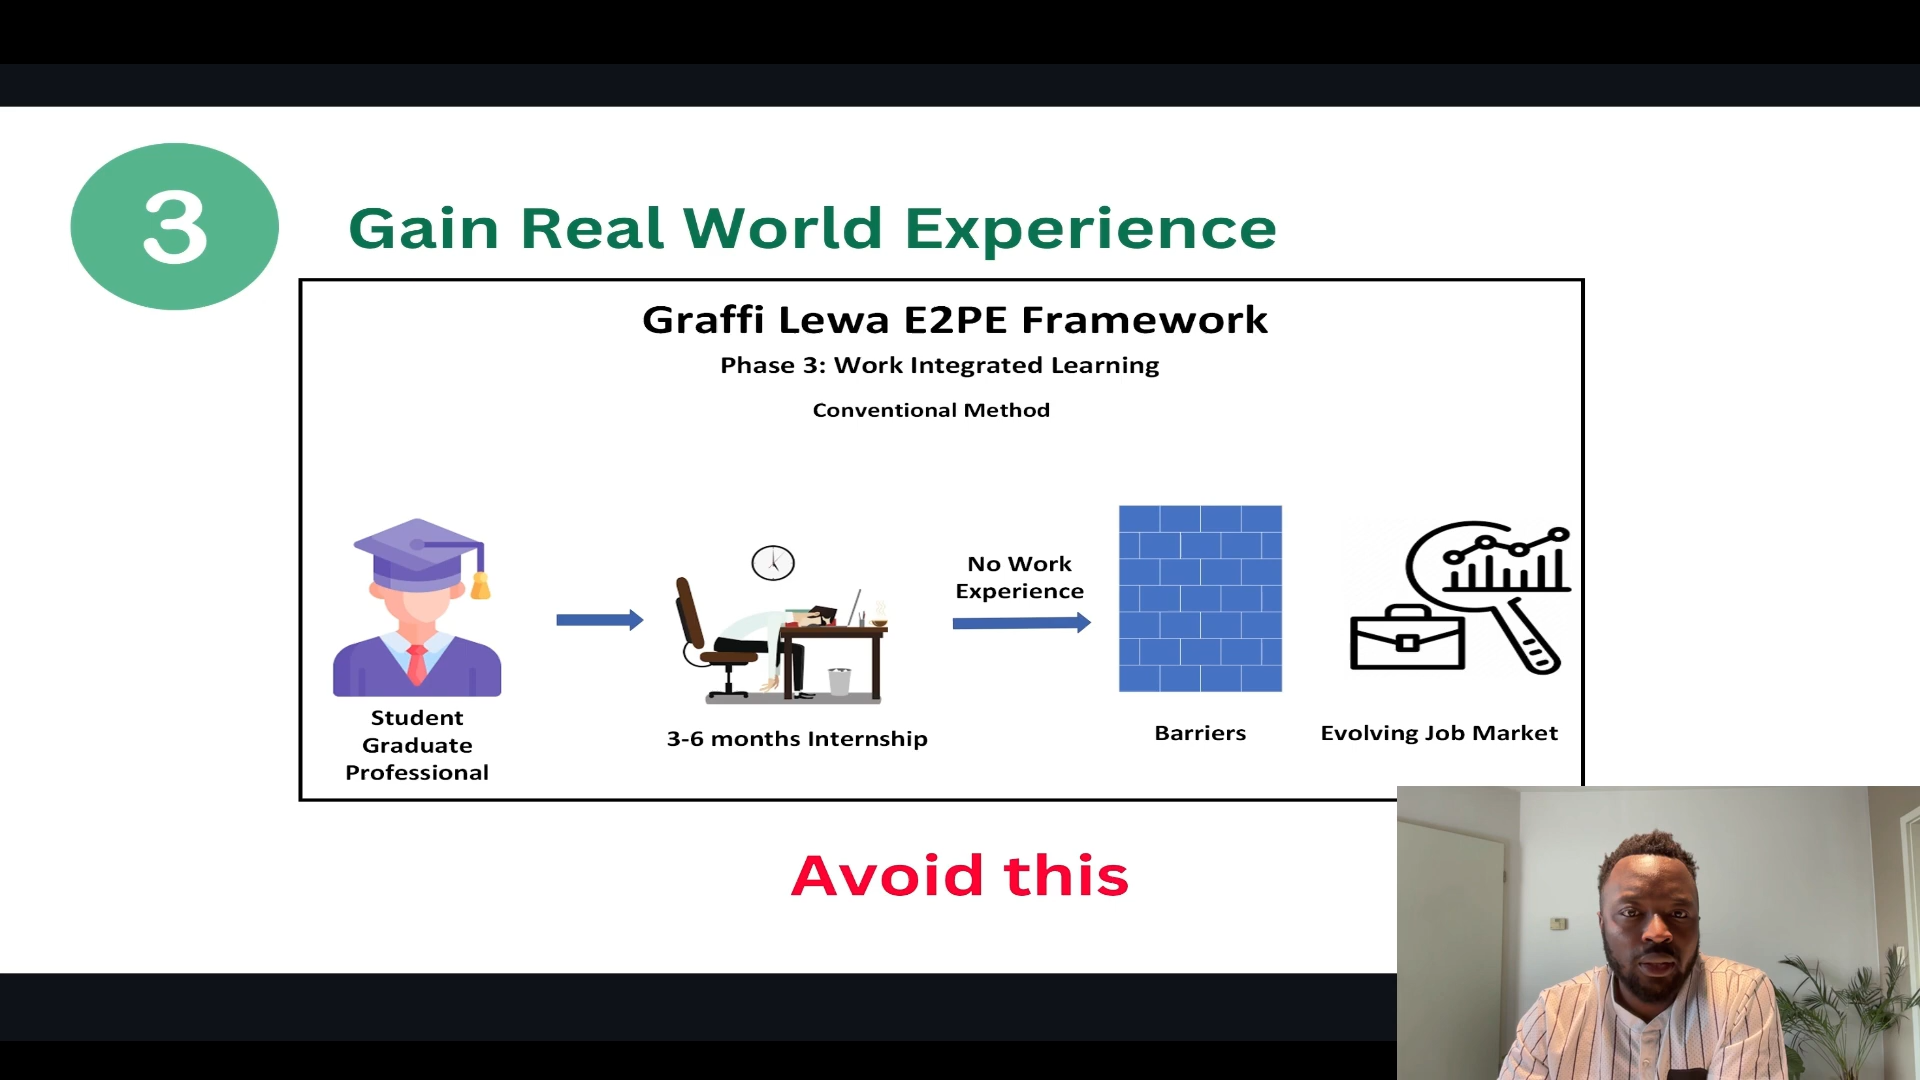 3
Gain Real World Experience
Graffi Lewa E2PE Framework
Phase 3: Work Integrated Learning
Conventional Method
No Work
Experience
Student
Graduate
Professional
3-6 months Internship
Barriers
Evolving Job Market
Avoid this